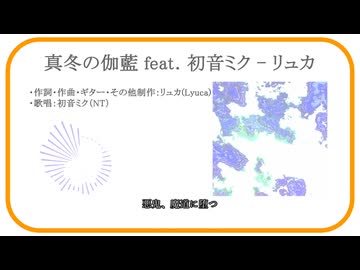 真冬の伽藍 feat. 初音ミク − リュカ
・作詞・作曲・ギター・その他制作：リュカ(Lyuca)
・歌唱：初音ミク(NT)
悪鬼、魔道に墮つ